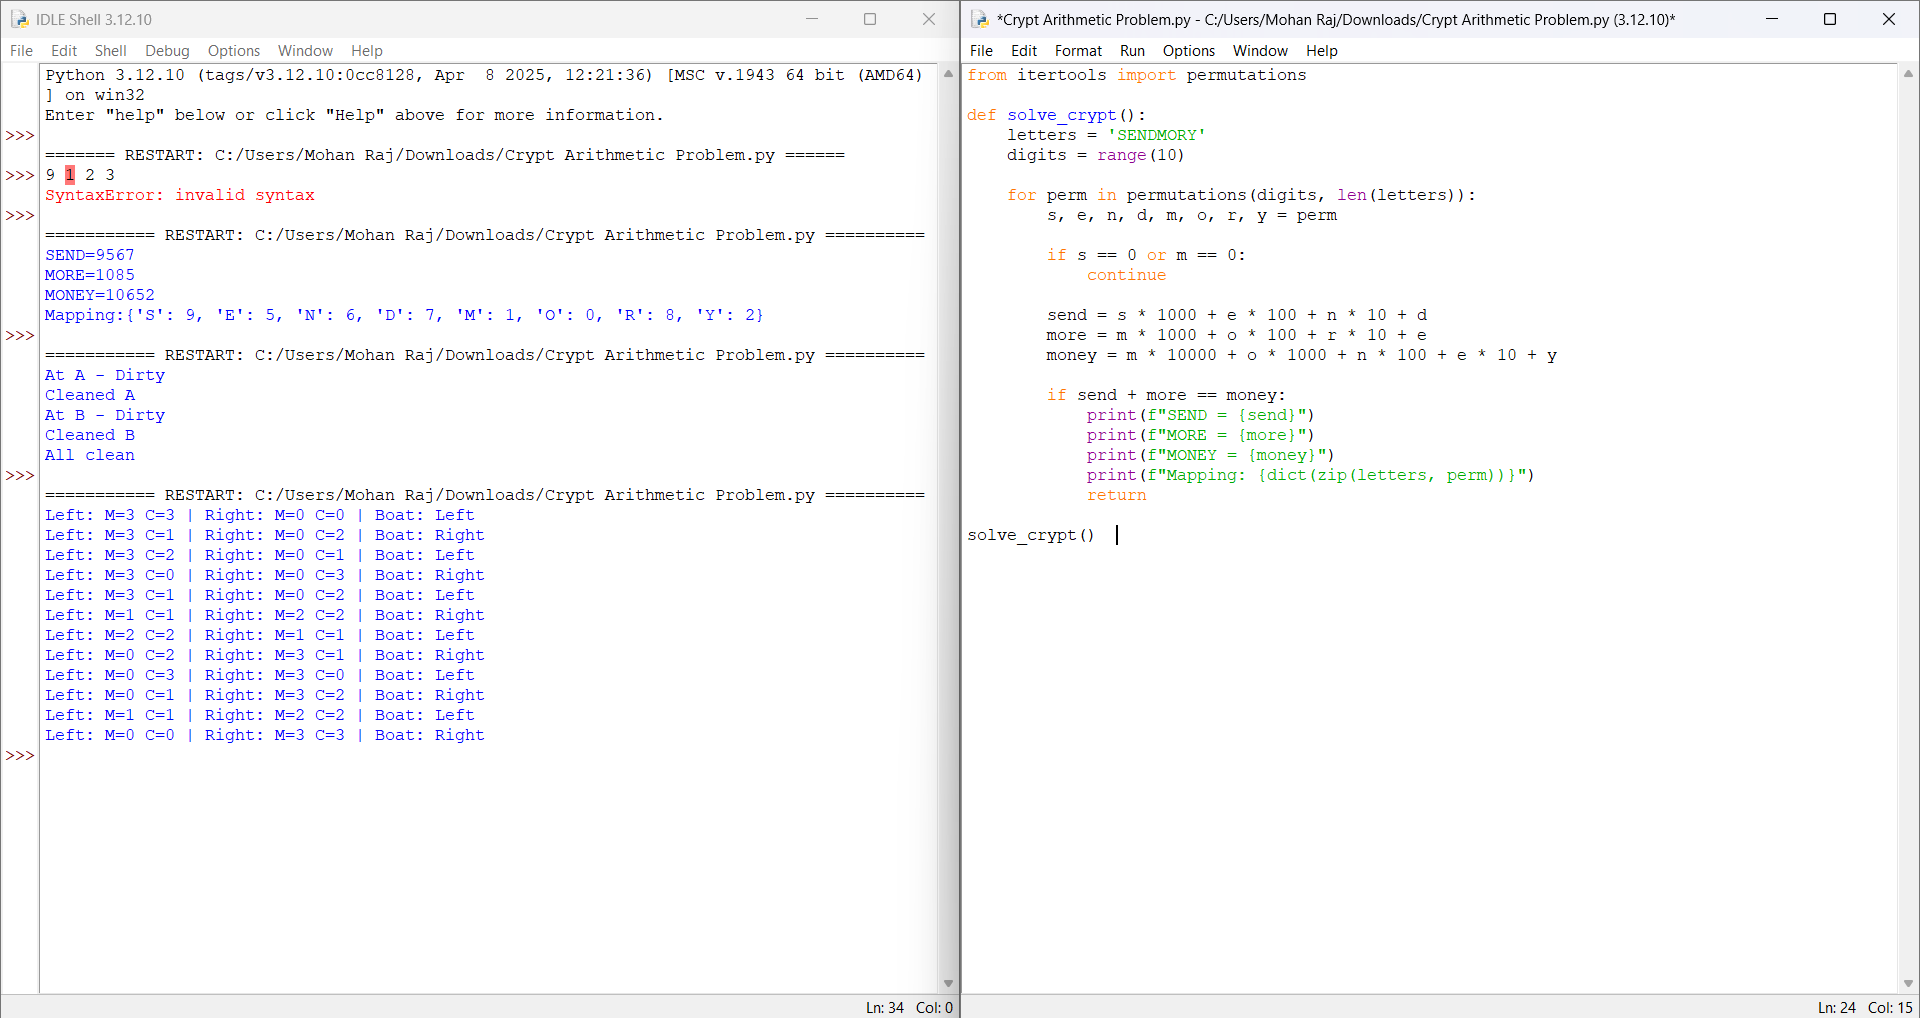 IDLE Shell 3.12.10
File Edit Shell Debug Options Window Help
Python 3.12.10 (tags/v3.12.10:0cc8128, Apr  8 2025, 12:21:36) [MSC v.1943 64 bit (AMD64)
] on win32
Enter "help" below or click "Help" above for more information.
>>>
======= RESTART: C:/Users/Mohan Raj/Downloads/Crypt Arithmetic Problem.py ======
>>> 9 1 2 3
SyntaxError: invalid syntax
>>>
=========== RESTART: C:/Users/Mohan Raj/Downloads/Crypt Arithmetic Problem.py ==========
SEND=9567
MORE=1085
MONEY=10652
Mapping:{'S': 9, 'E': 5, 'N': 6, 'D': 7, 'M': 1, 'O': 0, 'R': 8, 'Y': 2}
>>>
=========== RESTART: C:/Users/Mohan Raj/Downloads/Crypt Arithmetic Problem.py ==========
At A - Dirty
Cleaned A
At B - Dirty
Cleaned B
All clean
>>>
=========== RESTART: C:/Users/Mohan Raj/Downloads/Crypt Arithmetic Problem.py ==========
Left: M=3 C=3 | Right: M=0 C=0 | Boat: Left
Left: M=3 C=1 | Right: M=0 C=2 | Boat: Right
Left: M=3 C=2 | Right: M=0 C=1 | Boat: Left
Left: M=3 C=0 | Right: M=0 C=3 | Boat: Right
Left: M=3 C=1 | Right: M=0 C=2 | Boat: Left
Left: M=1 C=1 | Right: M=2 C=2 | Boat: Right
Left: M=2 C=2 | Right: M=1 C=1 | Boat: Left
Left: M=0 C=2 | Right: M=3 C=1 | Boat: Right
Left: M=0 C=3 | Right: M=3 C=0 | Boat: Left
Left: M=0 C=1 | Right: M=3 C=2 | Boat: Right
Left: M=1 C=1 | Right: M=2 C=2 | Boat: Left
Left: M=0 C=0 | Right: M=3 C=3 | Boat: Right
>>>
Ln: 34 Col: 0
*Crypt Arithmetic Problem.py - C:/Users/Mohan Raj/Downloads/Crypt Arithmetic Problem.py (3.12.10)*
File Edit Format Run Options Window Help
from itertools import permutations
def solve_crypt():
    letters = 'SENDMORY'
    digits = range(10)
    for perm in permutations(digits, len(letters)):
        s, e, n, d, m, o, r, y = perm
        if s == 0 or m == 0:
            continue
        send = s * 1000 + e * 100 + n * 10 + d
        more = m * 1000 + o * 100 + r * 10 + e
        money = m * 10000 + o * 1000 + n * 100 + e * 10 + y
        if send + more == money:
            print(f"SEND = {send}")
            print(f"MORE = {more}")
            print(f"MONEY = {money}")
            print(f"Mapping: {dict(zip(letters, perm))}")
            return
solve_crypt()
Ln: 24 Col: 15